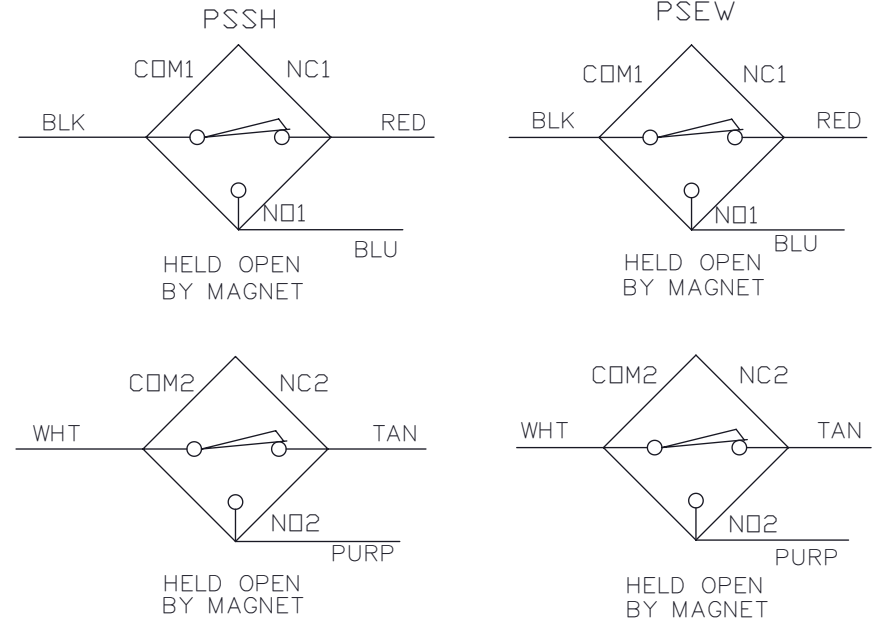 PSSH
COM1 NC1
BLK RED
NO1
BLU
HELD OPEN
BY MAGNET
PSEW
COM1 NC1
BLK RED
NO1
BLU
HELD OPEN
BY MAGNET
COM2 NC2
WHT TAN
NO2
PURP
HELD OPEN
BY MAGNET
COM2 NC2
WHT TAN
NO2
PURP
HELD OPEN
BY MAGNET